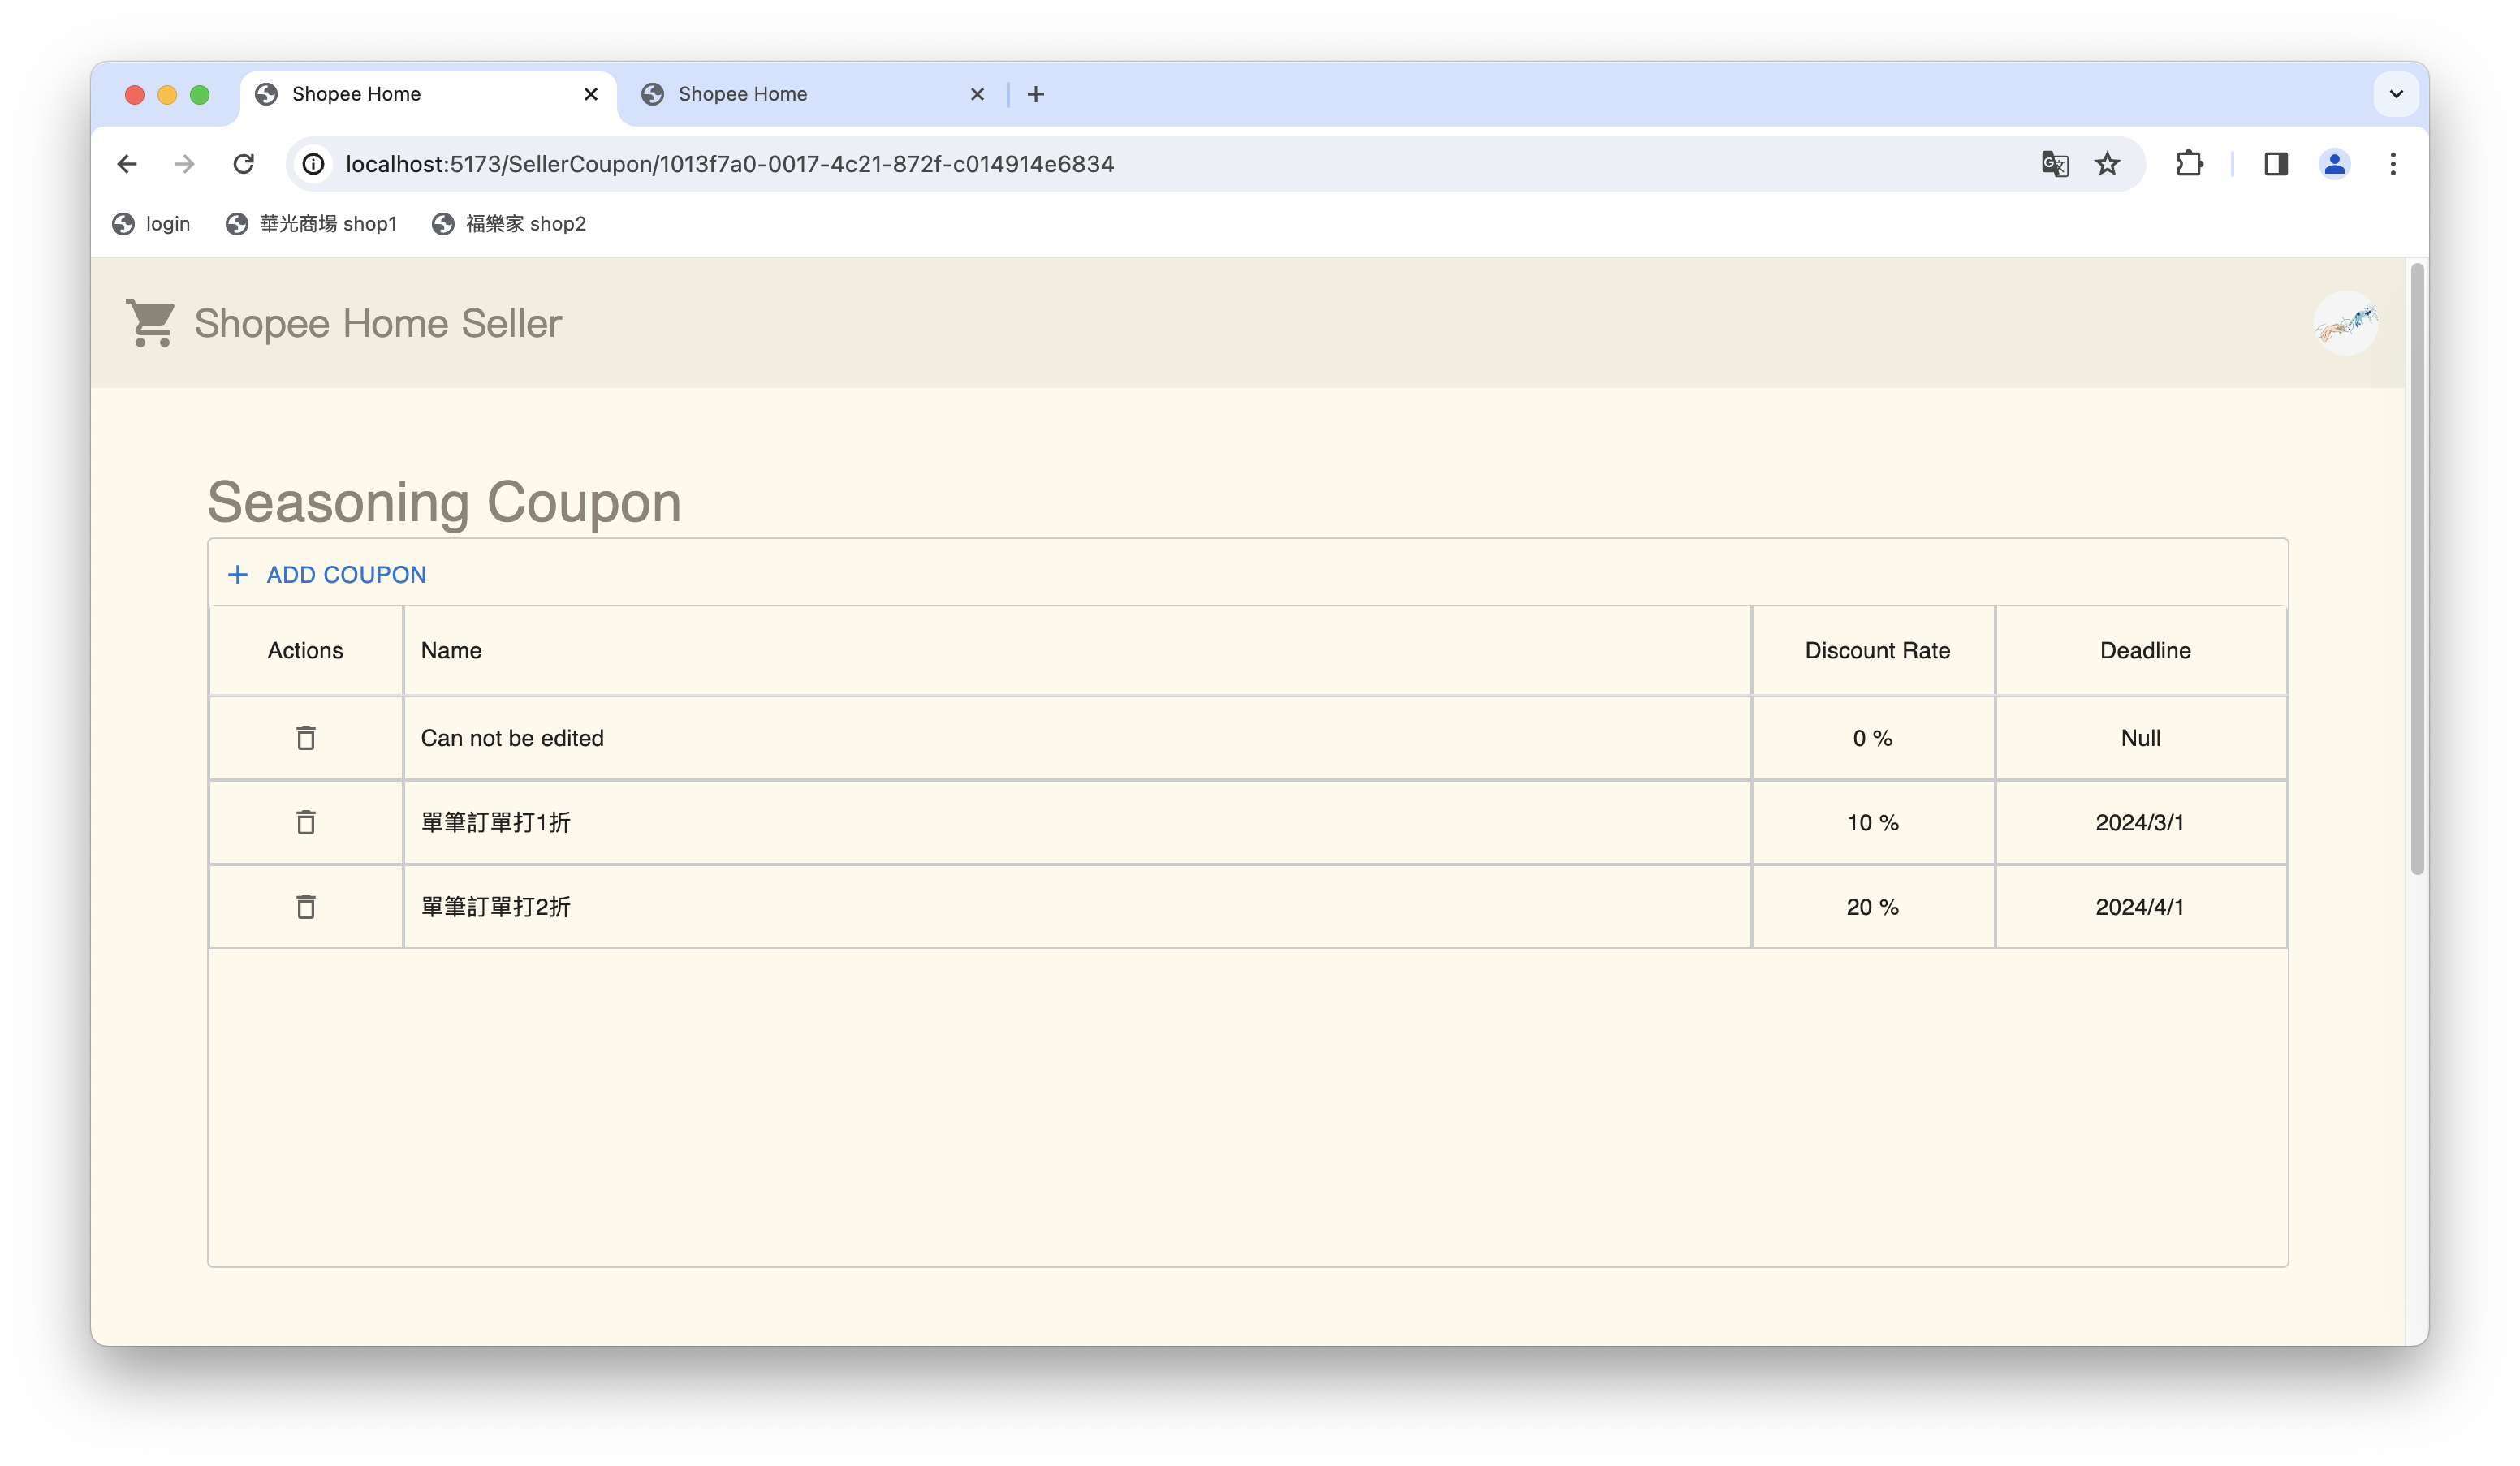 Shopee Home
Shopee Home
localhost:5173/SellerCoupon/1013f7a0-0017-4c21-872f-c014914e6834
login 華光商場 shop1 福樂家 shop2
Shopee Home Seller
Seasoning Coupon
ADD COUPON
Actions Name Discount Rate Deadline
Can not be edited 0 % Null
單筆訂單打1折 10 % 2024/3/1
單筆訂單打2折 20 % 2024/4/1